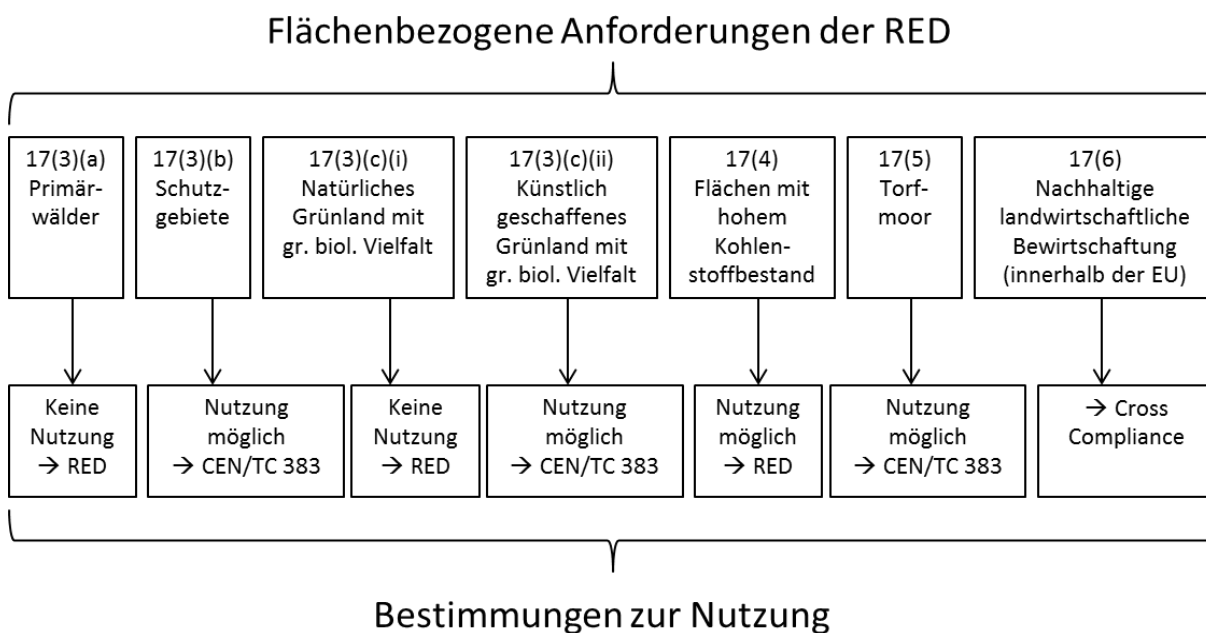 Flächenbezogene Anforderungen der RED
17(3)(a)
Primär-
wälder
17(3)(b)
Schutz-
gebiete
17(3)(c)(i)
Natürliches
Grünland mit
gr. biol. Vielfalt
17(3)(c)(ii)
Künstlich
geschaffenes
Grünland mit
gr. biol. Vielfalt
17(4)
Flächen mit
hohem
Kohlen-
stoffbestand
17(5)
Torf-
moor
17(6)
Nachhaltige
landwirtschaftliche
Bewirtschaftung
(innerhalb der EU)
Keine
Nutzung
→ RED
Nutzung
möglich
→ CEN/TC 383
Keine
Nutzung
→ RED
Nutzung
möglich
→ CEN/TC 383
Nutzung
möglich
→ RED
Nutzung
möglich
→ CEN/TC 383
→ Cross
Compliance
Bestimmungen zur Nutzung